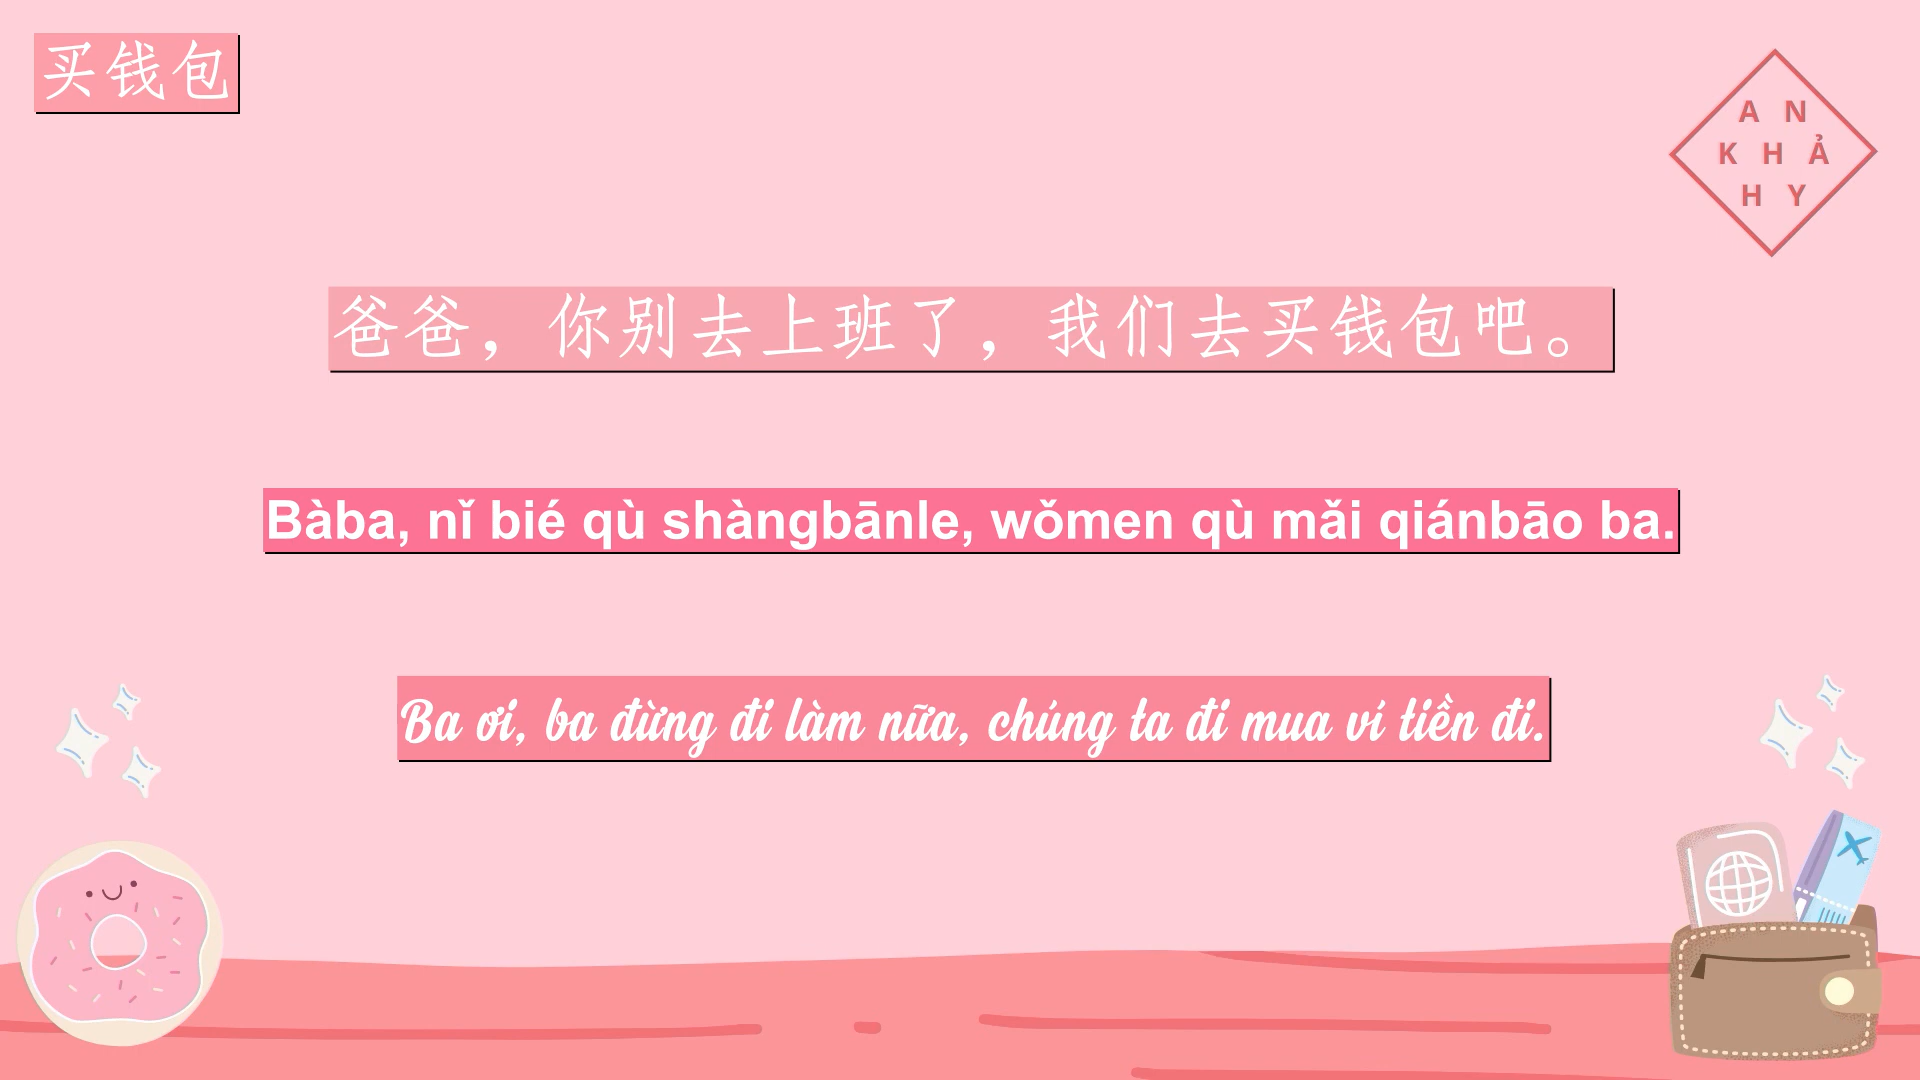 买钱包
A N
K H Ả
H Y
爸爸，你别去上班了，我们去买钱包吧。
Bàba, nǐ bié qù shàngbānle, wǒmen qù mǎi qiánbāo ba.
Ba ơi, ba đừng đi làm nữa, chúng ta đi mua ví tiền đi.